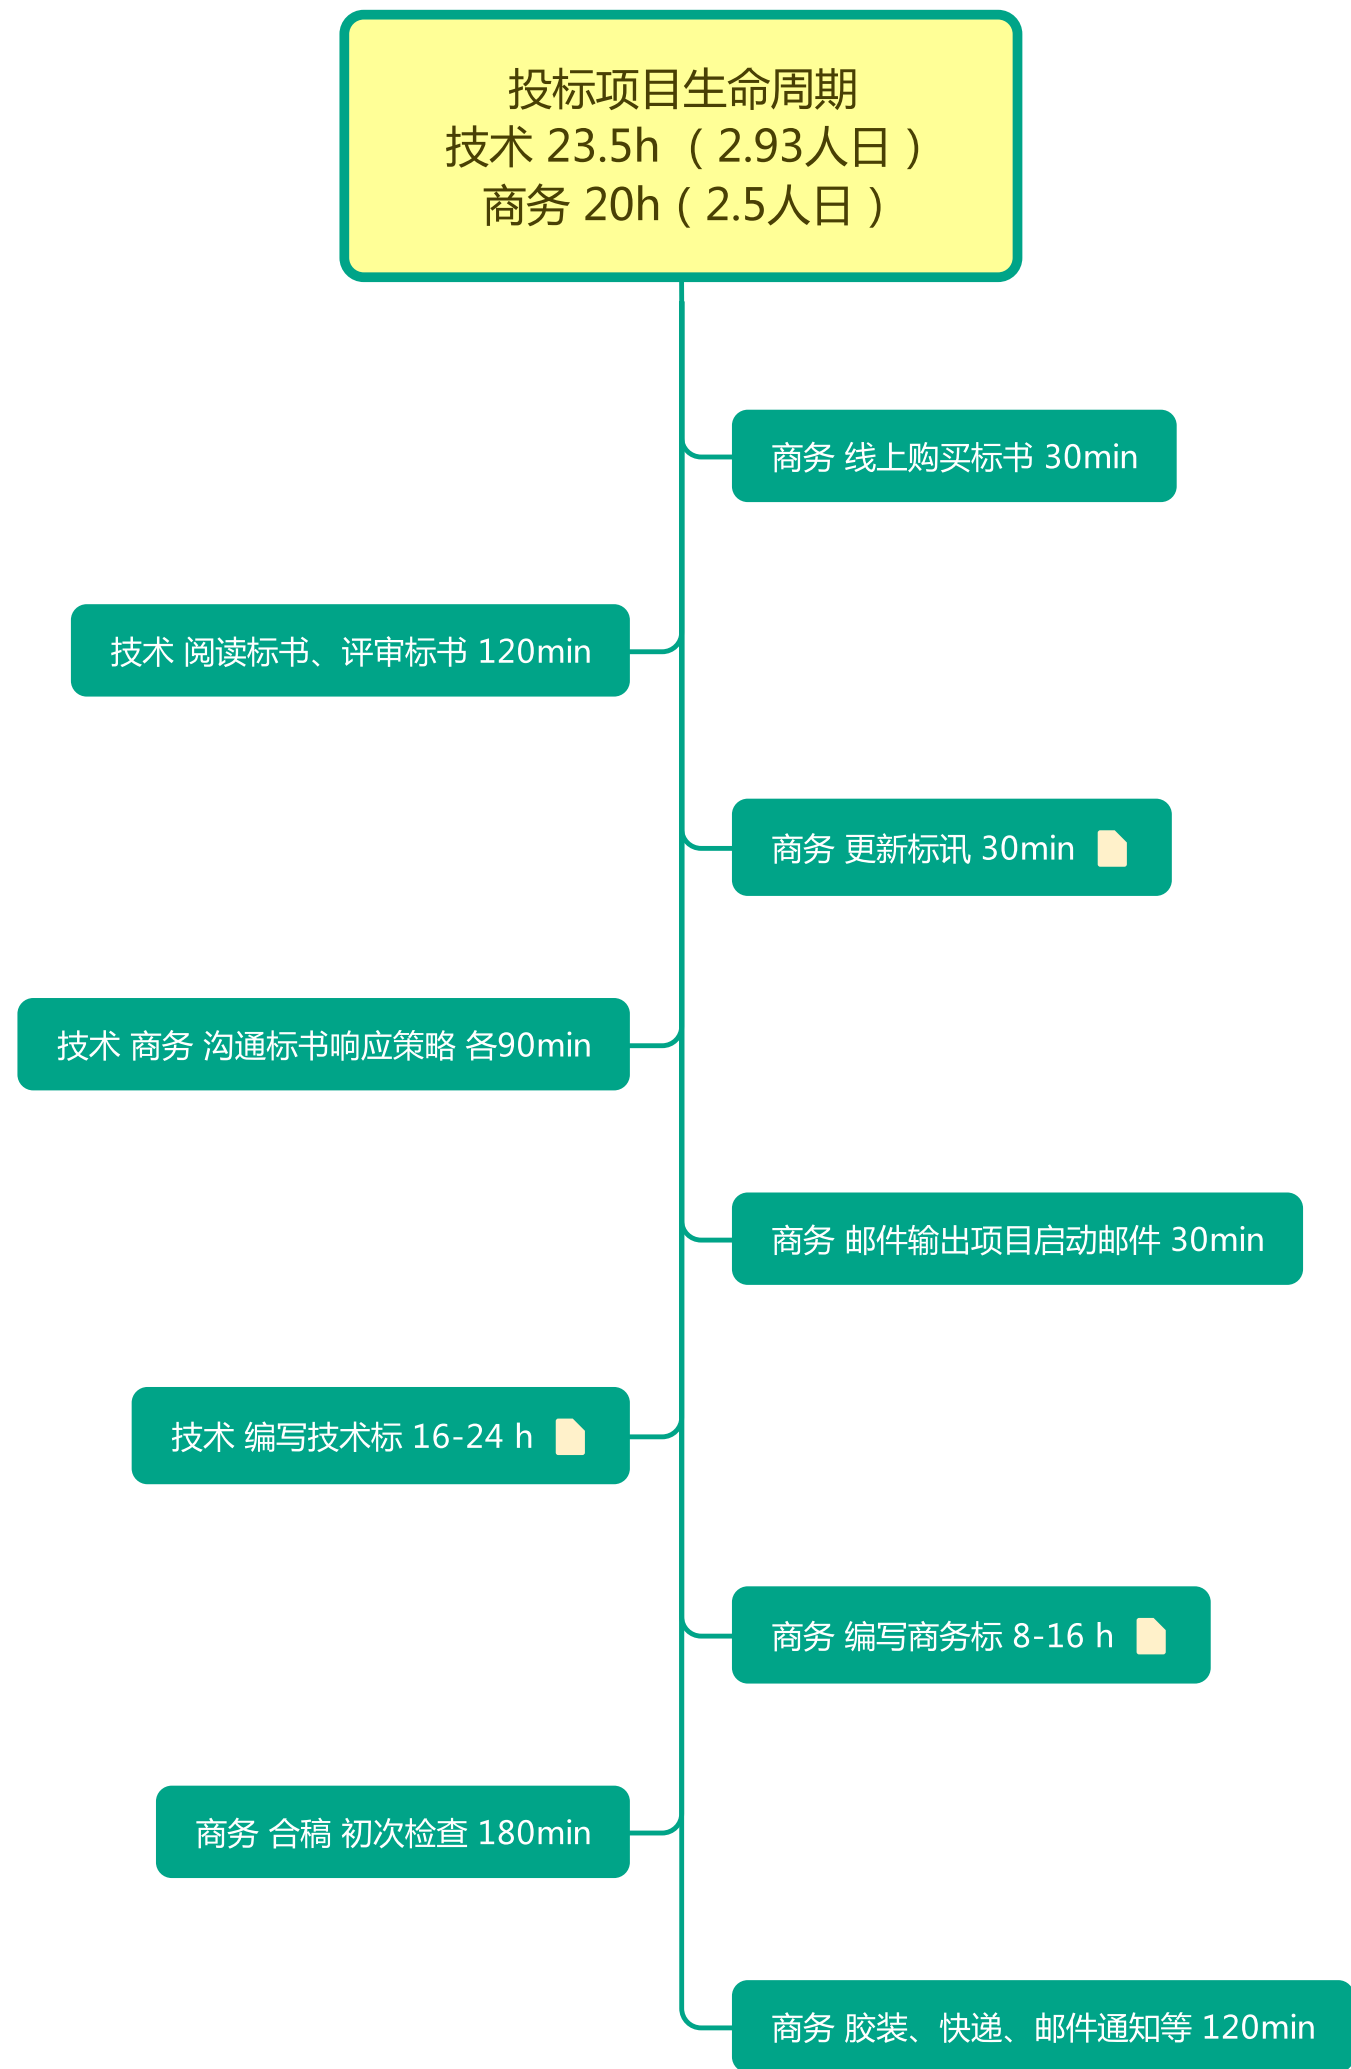 投标项目生命周期
技术 23.5h （ 2.93人日 ）
商务 20h（ 2.5人日 ）
商务 线上购买标书 30min
技术 阅读标书、评审标书 120min
商务 更新标讯 30min
技术 商务 沟通标书响应策略 各90min
商务 邮件输出项目启动邮件 30min
技术 编写技术标 16-24 h
商务 编写商务标 8-16 h
商务 合稿 初次检查 180min
商务 胶装、快递、邮件通知等 120min